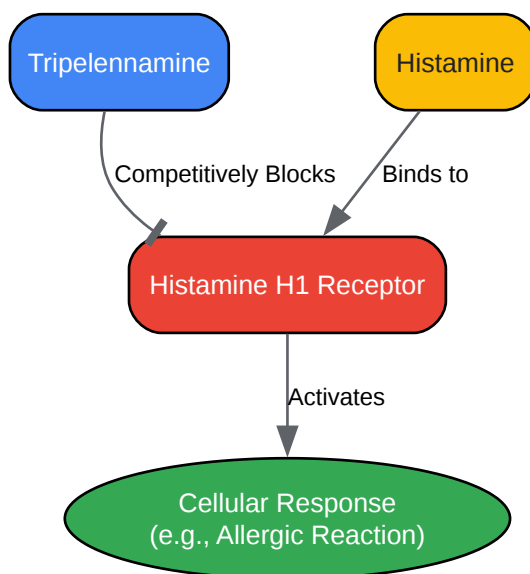 Tripelennamine
Histamine
Competitively Blocks
Binds to
Histamine H1 Receptor
Activates
Cellular Response
(e.g., Allergic Reaction)